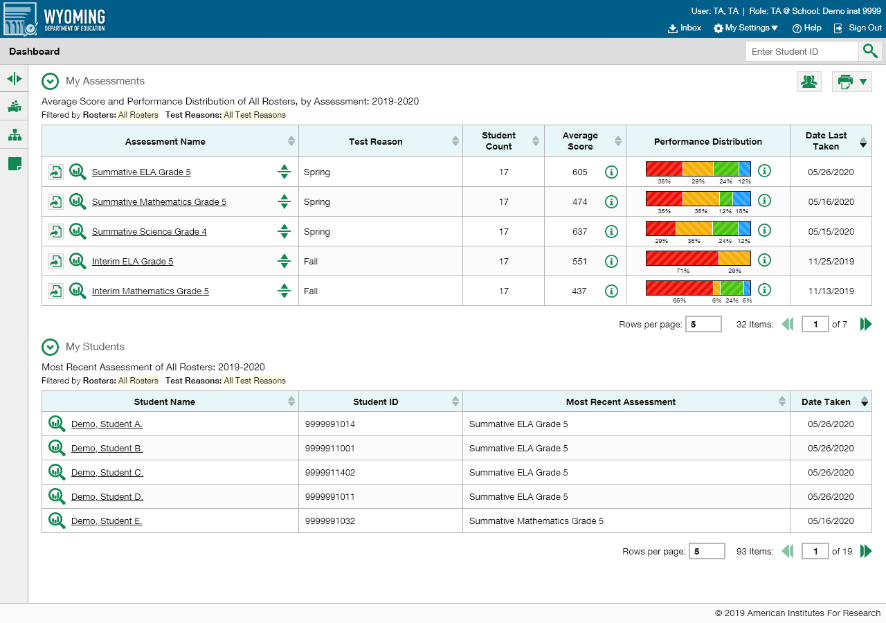 WYOMING
DEPARTMENT OF EDUCATION
User: TA, TA | Role: TA @ School: Demo inst 9999
Inbox My Settings Help Sign Out
Dashboard
Enter Student ID
My Assessments
Average Score and Performance Distribution of All Rosters, by Assessment: 2019-2020
Filtered by Rosters: All Rosters Test Reasons: All Test Reasons
Assessment Name Test Reason Student Count Average Score Performance Distribution Date Last Taken
Summative ELA Grade 5 Spring 17 605 05/26/2020
35% 29% 24% 12%
Summative Mathematics Grade 5 Spring 17 474 05/16/2020
35% 35% 12% 18%
Summative Science Grade 4 Spring 17 637 05/15/2020
29% 36% 24% 12%
Interim ELA Grade 5 Fall 17 551 11/25/2019
71% 29%
Interim Mathematics Grade 5 Fall 17 437 11/13/2019
6% 24% 5%
Rows per page: 5 32 Items: 1 of 7
My Students
Most Recent Assessment of All Rosters: 2019-2020
Filtered by Rosters: All Rosters Test Reasons: All Test Reasons
Student Name Student ID Most Recent Assessment Date Taken
Demo, Student A. 9999991014 Summative ELA Grade 5 05/26/2020
Demo, Student B. 9999911001 Summative ELA Grade 5 05/26/2020
Demo, Student C. 9999911402 Summative ELA Grade 5 05/26/2020
Demo, Student D. 9999991011 Summative ELA Grade 5 05/26/2020
Demo, Student E. 9999991032 Summative Mathematics Grade 5 05/16/2020
Rows per page: 5 93 Items: 1 of 19
© 2019 American Institutes For Research